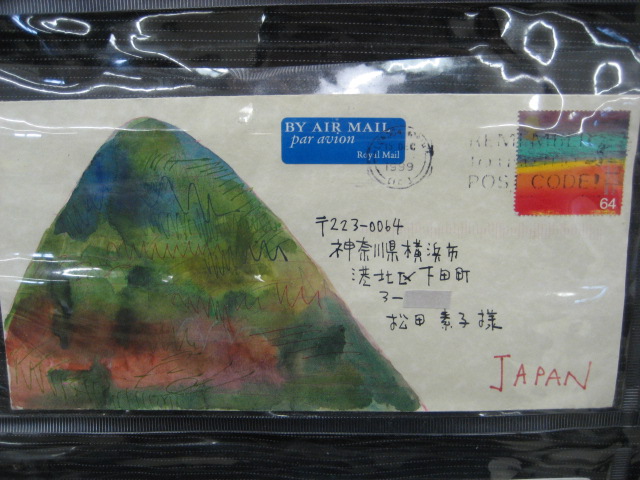 BY AIR MAIL
par avion
Royal Mail
1999
POST CODE!
64
〒223-0064
神奈川県横浜市
港北区下田町
3-
松田 素子様
JAPAN